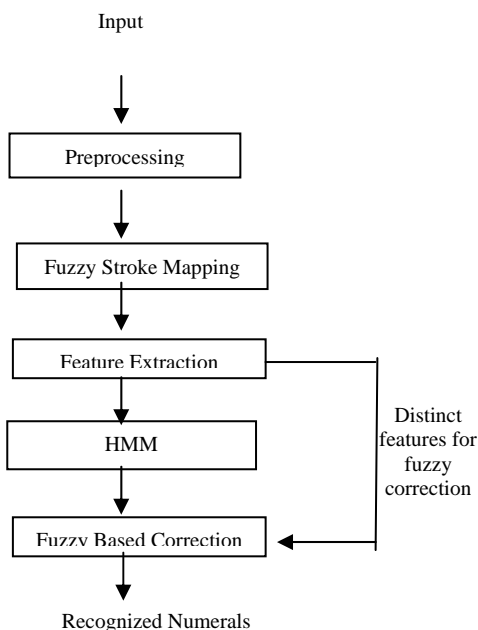 Input
Preprocessing
Fuzzy Stroke Mapping
Feature Extraction
HMM
Distinct
features for
fuzzy
correction
Fuzzy Based Correction
Recognized Numerals